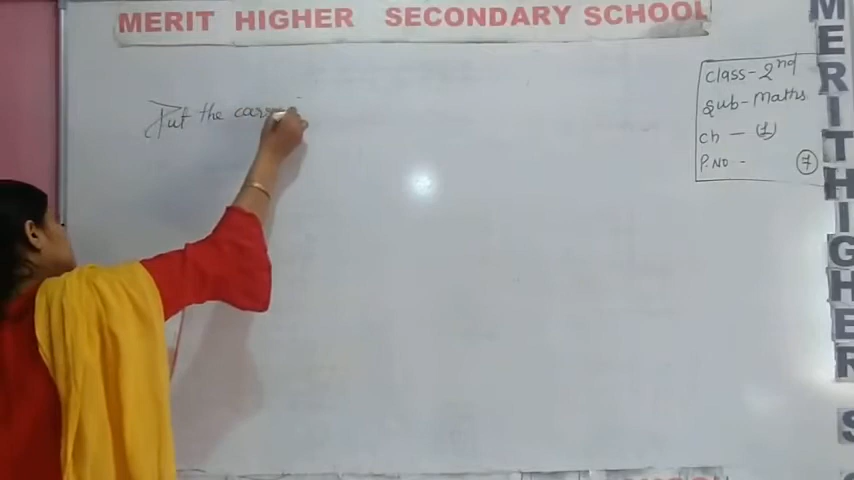 MERIT HIGHER SECONDARY SCHOOL
Put the
Class- 2nd
Sub- Maths
Ch - (1)
P.NO - 7
MERIT HIGHER S